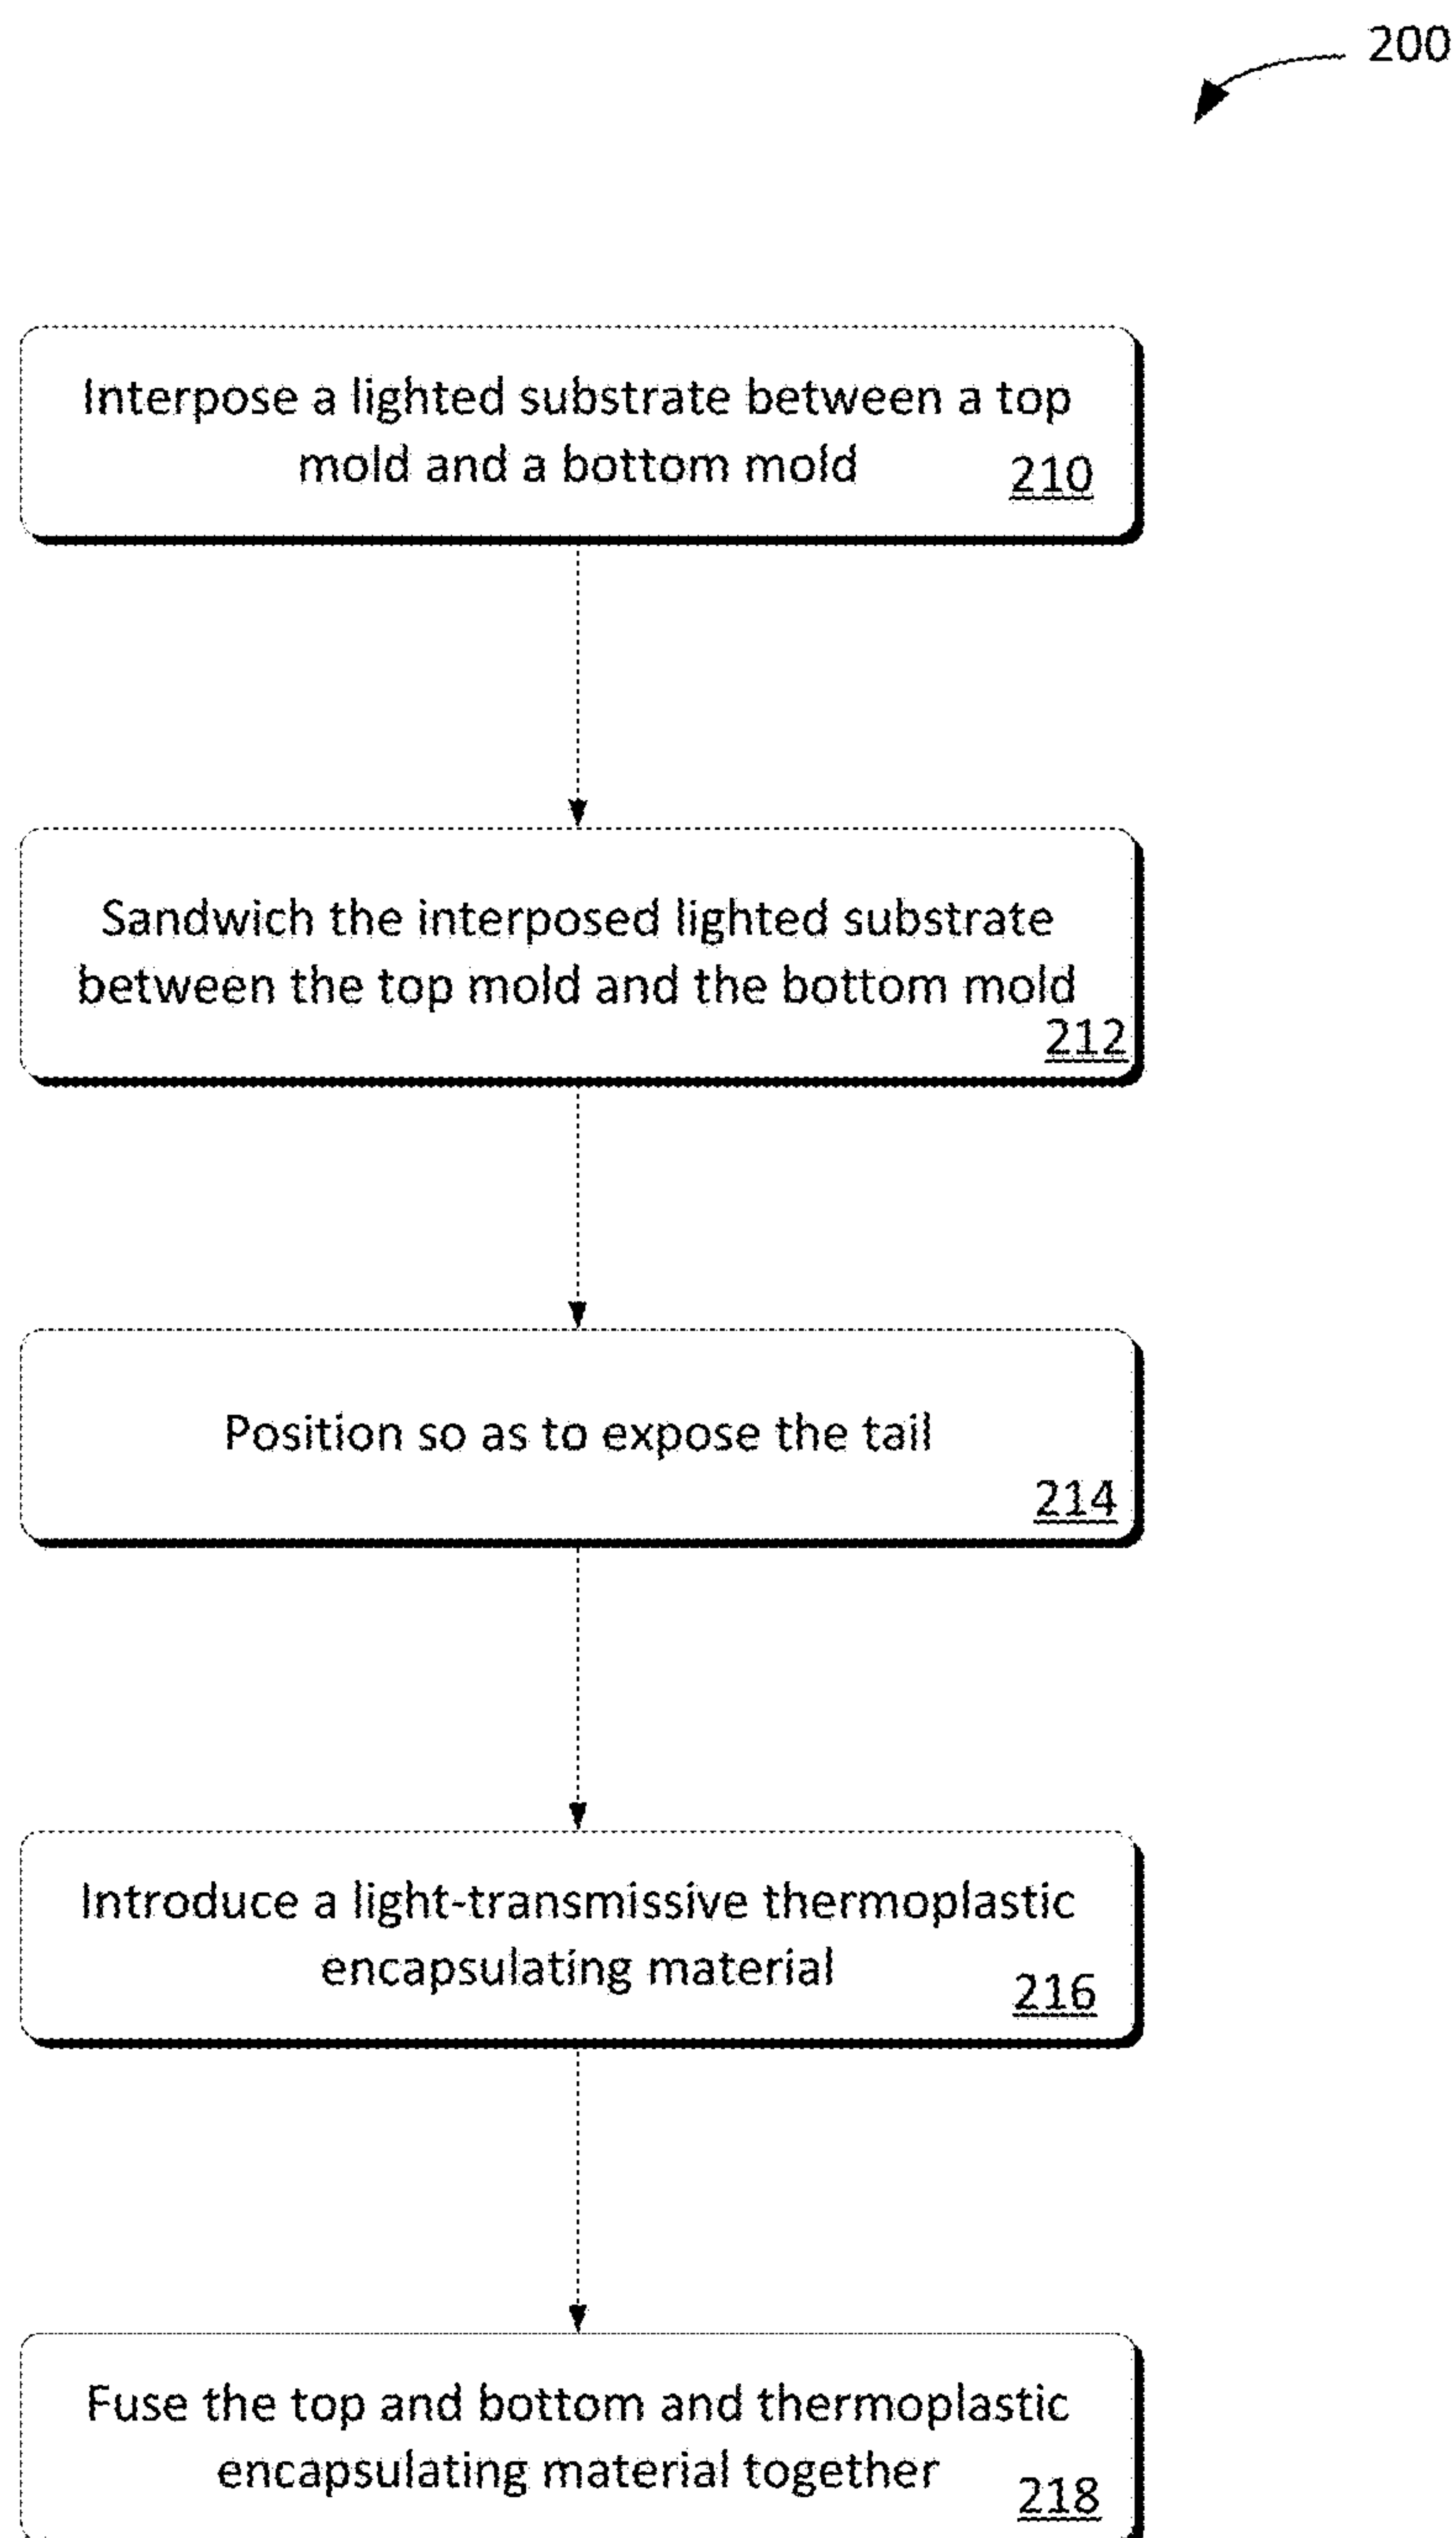 200
Interpose a lighted substrate between a top
mold and a bottom mold
210
Sandwich the interposed lighted substrate
between the top mold and the bottom mold
212
Position so as to expose the tail
214
Introduce a light-transmissive thermoplastic
encapsulating material
216
Fuse the top and bottom and thermoplastic
encapsulating material together
218